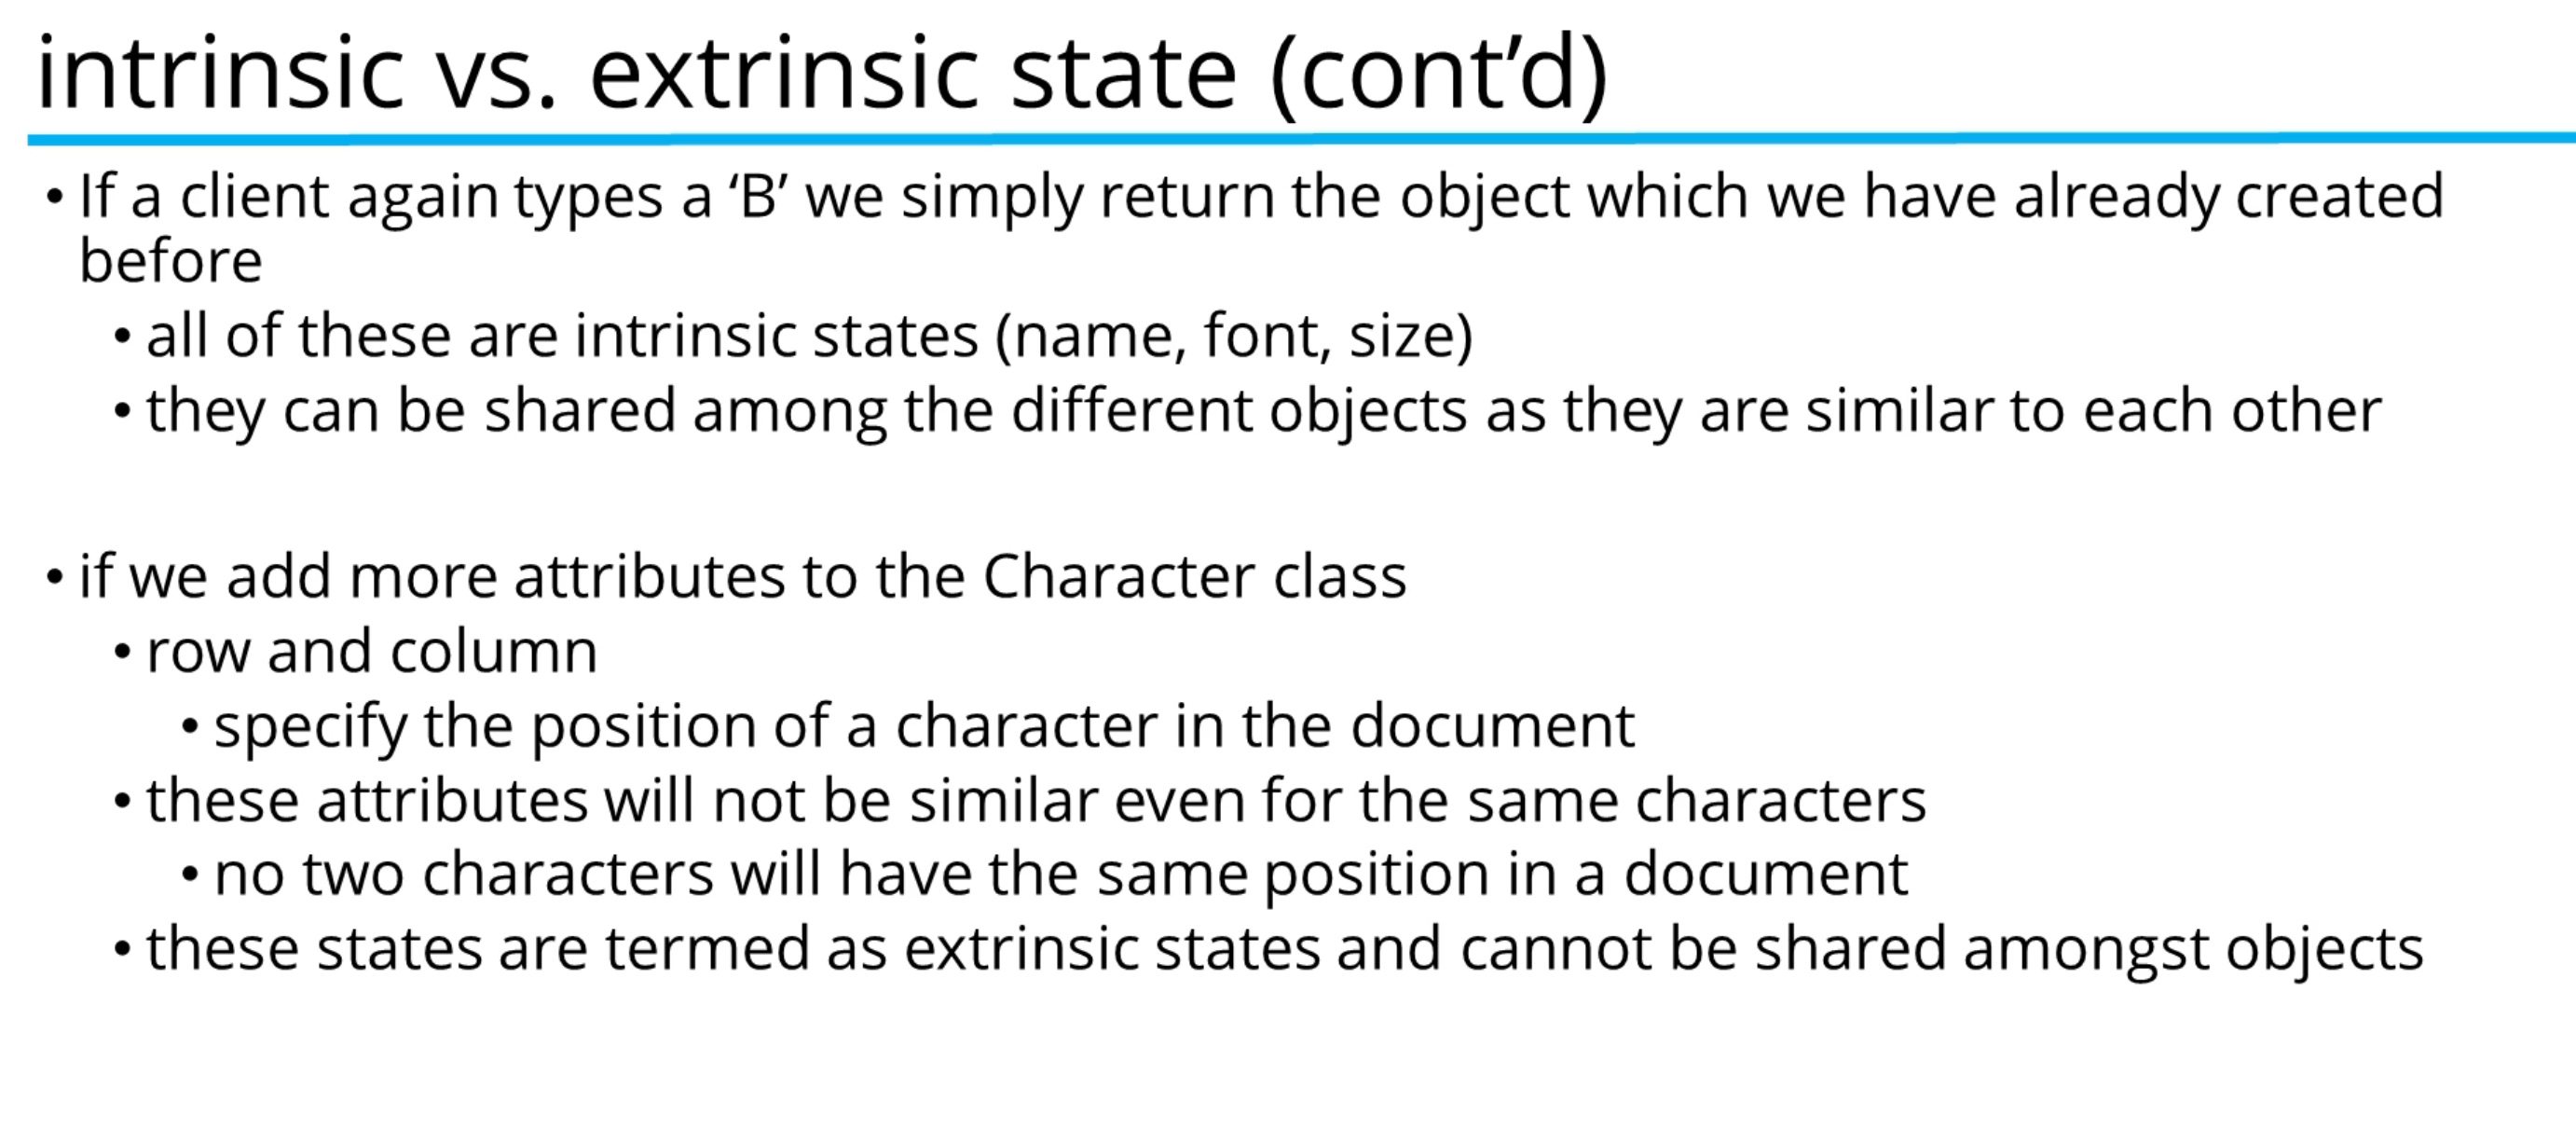 intrinsic vs. extrinsic state (cont’d)
• If a client again types a ‘B’ we simply return the object which we have already created
before
• all of these are intrinsic states (name, font, size)
• they can be shared among the different objects as they are similar to each other
• if we add more attributes to the Character class
• row and column
• specify the position of a character in the document
• these attributes will not be similar even for the same characters
• no two characters will have the same position in a document
• these states are termed as extrinsic states and cannot be shared amongst objects